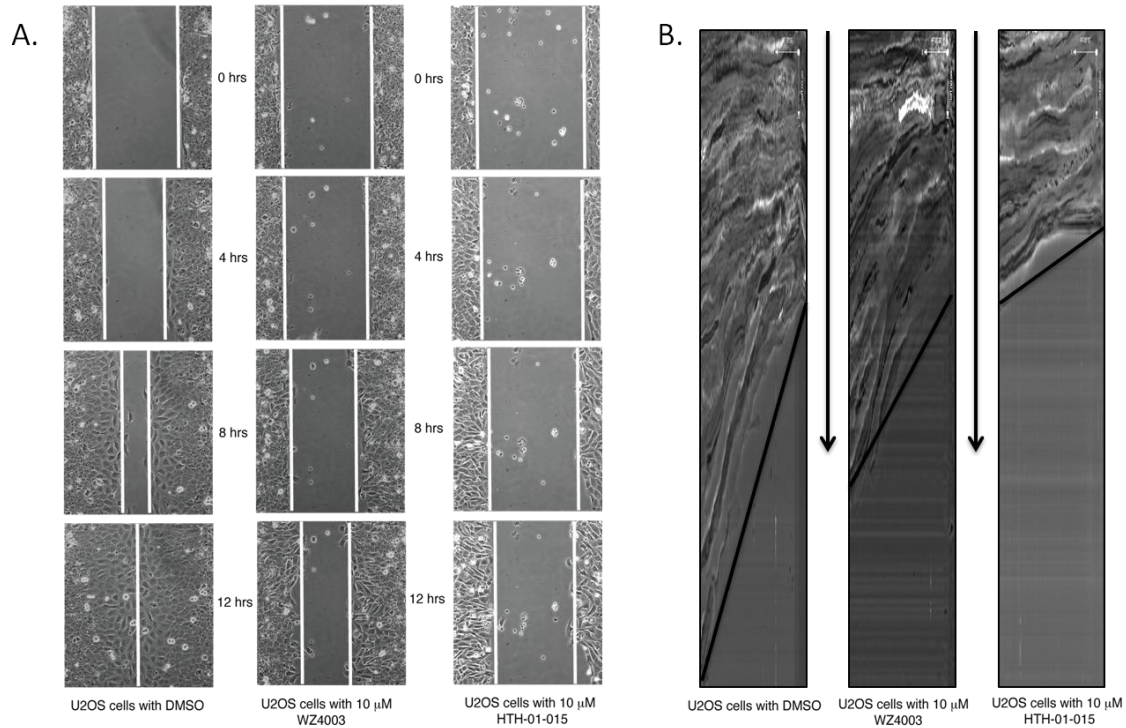 A.
B.
0 hrs
0 hrs
4 hrs
4 hrs
8 hrs
8 hrs
12 hrs
12 hrs
U2OS cells with DMSO
U2OS cells with 10 μM
WZ4003
U2OS cells with 10 μM
HTH-01-015
U2OS cells with DMSO
U2OS cells with 10 μM
WZ4003
U2OS cells with 10 μM
HTH-01-015